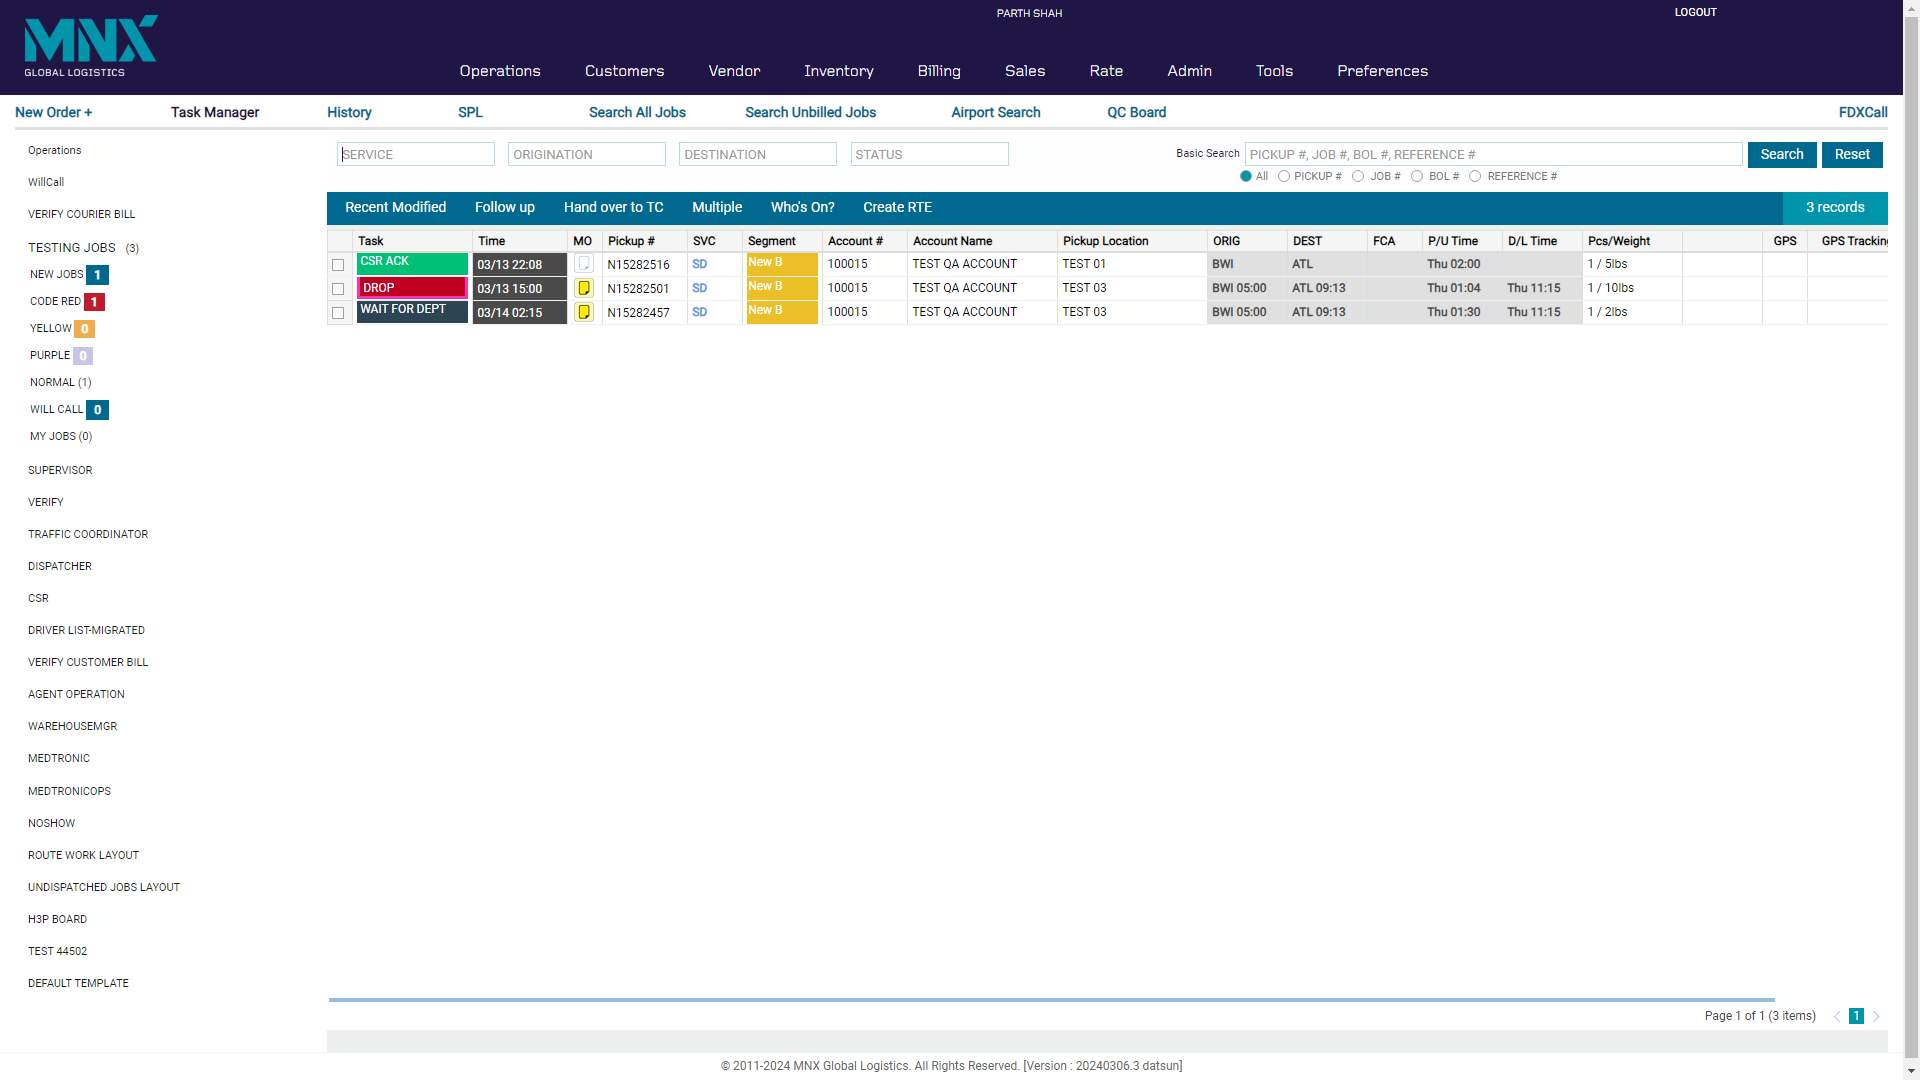 MNX
GLOBAL LOGISTICS
PARTH SHAH
LOGOUT
Operations Customers Vendor Inventory Billing Sales Rate Admin Tools Preferences
New Order + Task Manager History SPL Search All Jobs Search Unbilled Jobs Airport Search QC Board FDXCall
Operations
WillCall
VERIFY COURIER BILL
TESTING JOBS (3)
NEW JOBS 1
CODE RED 1
YELLOW 0
PURPLE 0
NORMAL (1)
WILL CALL 0
MY JOBS (0)
SUPERVISOR
VERIFY
TRAFFIC COORDINATOR
DISPATCHER
CSR
DRIVER LIST-MIGRATED
VERIFY CUSTOMER BILL
AGENT OPERATION
WAREHOUSEMGR
MEDTRONIC
MEDTRONICOPS
NOSHOW
ROUTE WORK LAYOUT
UNDISPATCHED JOBS LAYOUT
H3P BOARD
TEST 44502
DEFAULT TEMPLATE
SERVICE ORIGINATION DESTINATION STATUS Basic Search PICKUP #, JOB #, BOL #, REFERENCE # Search Reset
All PICKUP # JOB # BOL # REFERENCE #
Recent Modified Follow up Hand over to TC Multiple Who's On? Create RTE 3 records
Task Time MO Pickup # SVC Segment Account # Account Name Pickup Location ORIG DEST FCA P/U Time D/L Time Pcs/Weight GPS GPS Tracking
CSR ACK 03/13 22:08 N15282516 SD New B 100015 TEST QA ACCOUNT TEST 01 BWI ATL Thu 02:00 1 / 5lbs
DROP 03/13 15:00 N15282501 SD New B 100015 TEST QA ACCOUNT TEST 03 BWI 05:00 ATL 09:13 Thu 01:04 Thu 11:15 1 / 10lbs
WAIT FOR DEPT 03/14 02:15 N15282457 SD New B 100015 TEST QA ACCOUNT TEST 03 BWI 05:00 ATL 09:13 Thu 01:30 Thu 11:15 1 / 2lbs
Page 1 of 1 (3 items) 1
© 2011-2024 MNX Global Logistics. All Rights Reserved. [Version : 20240306.3 datsun]